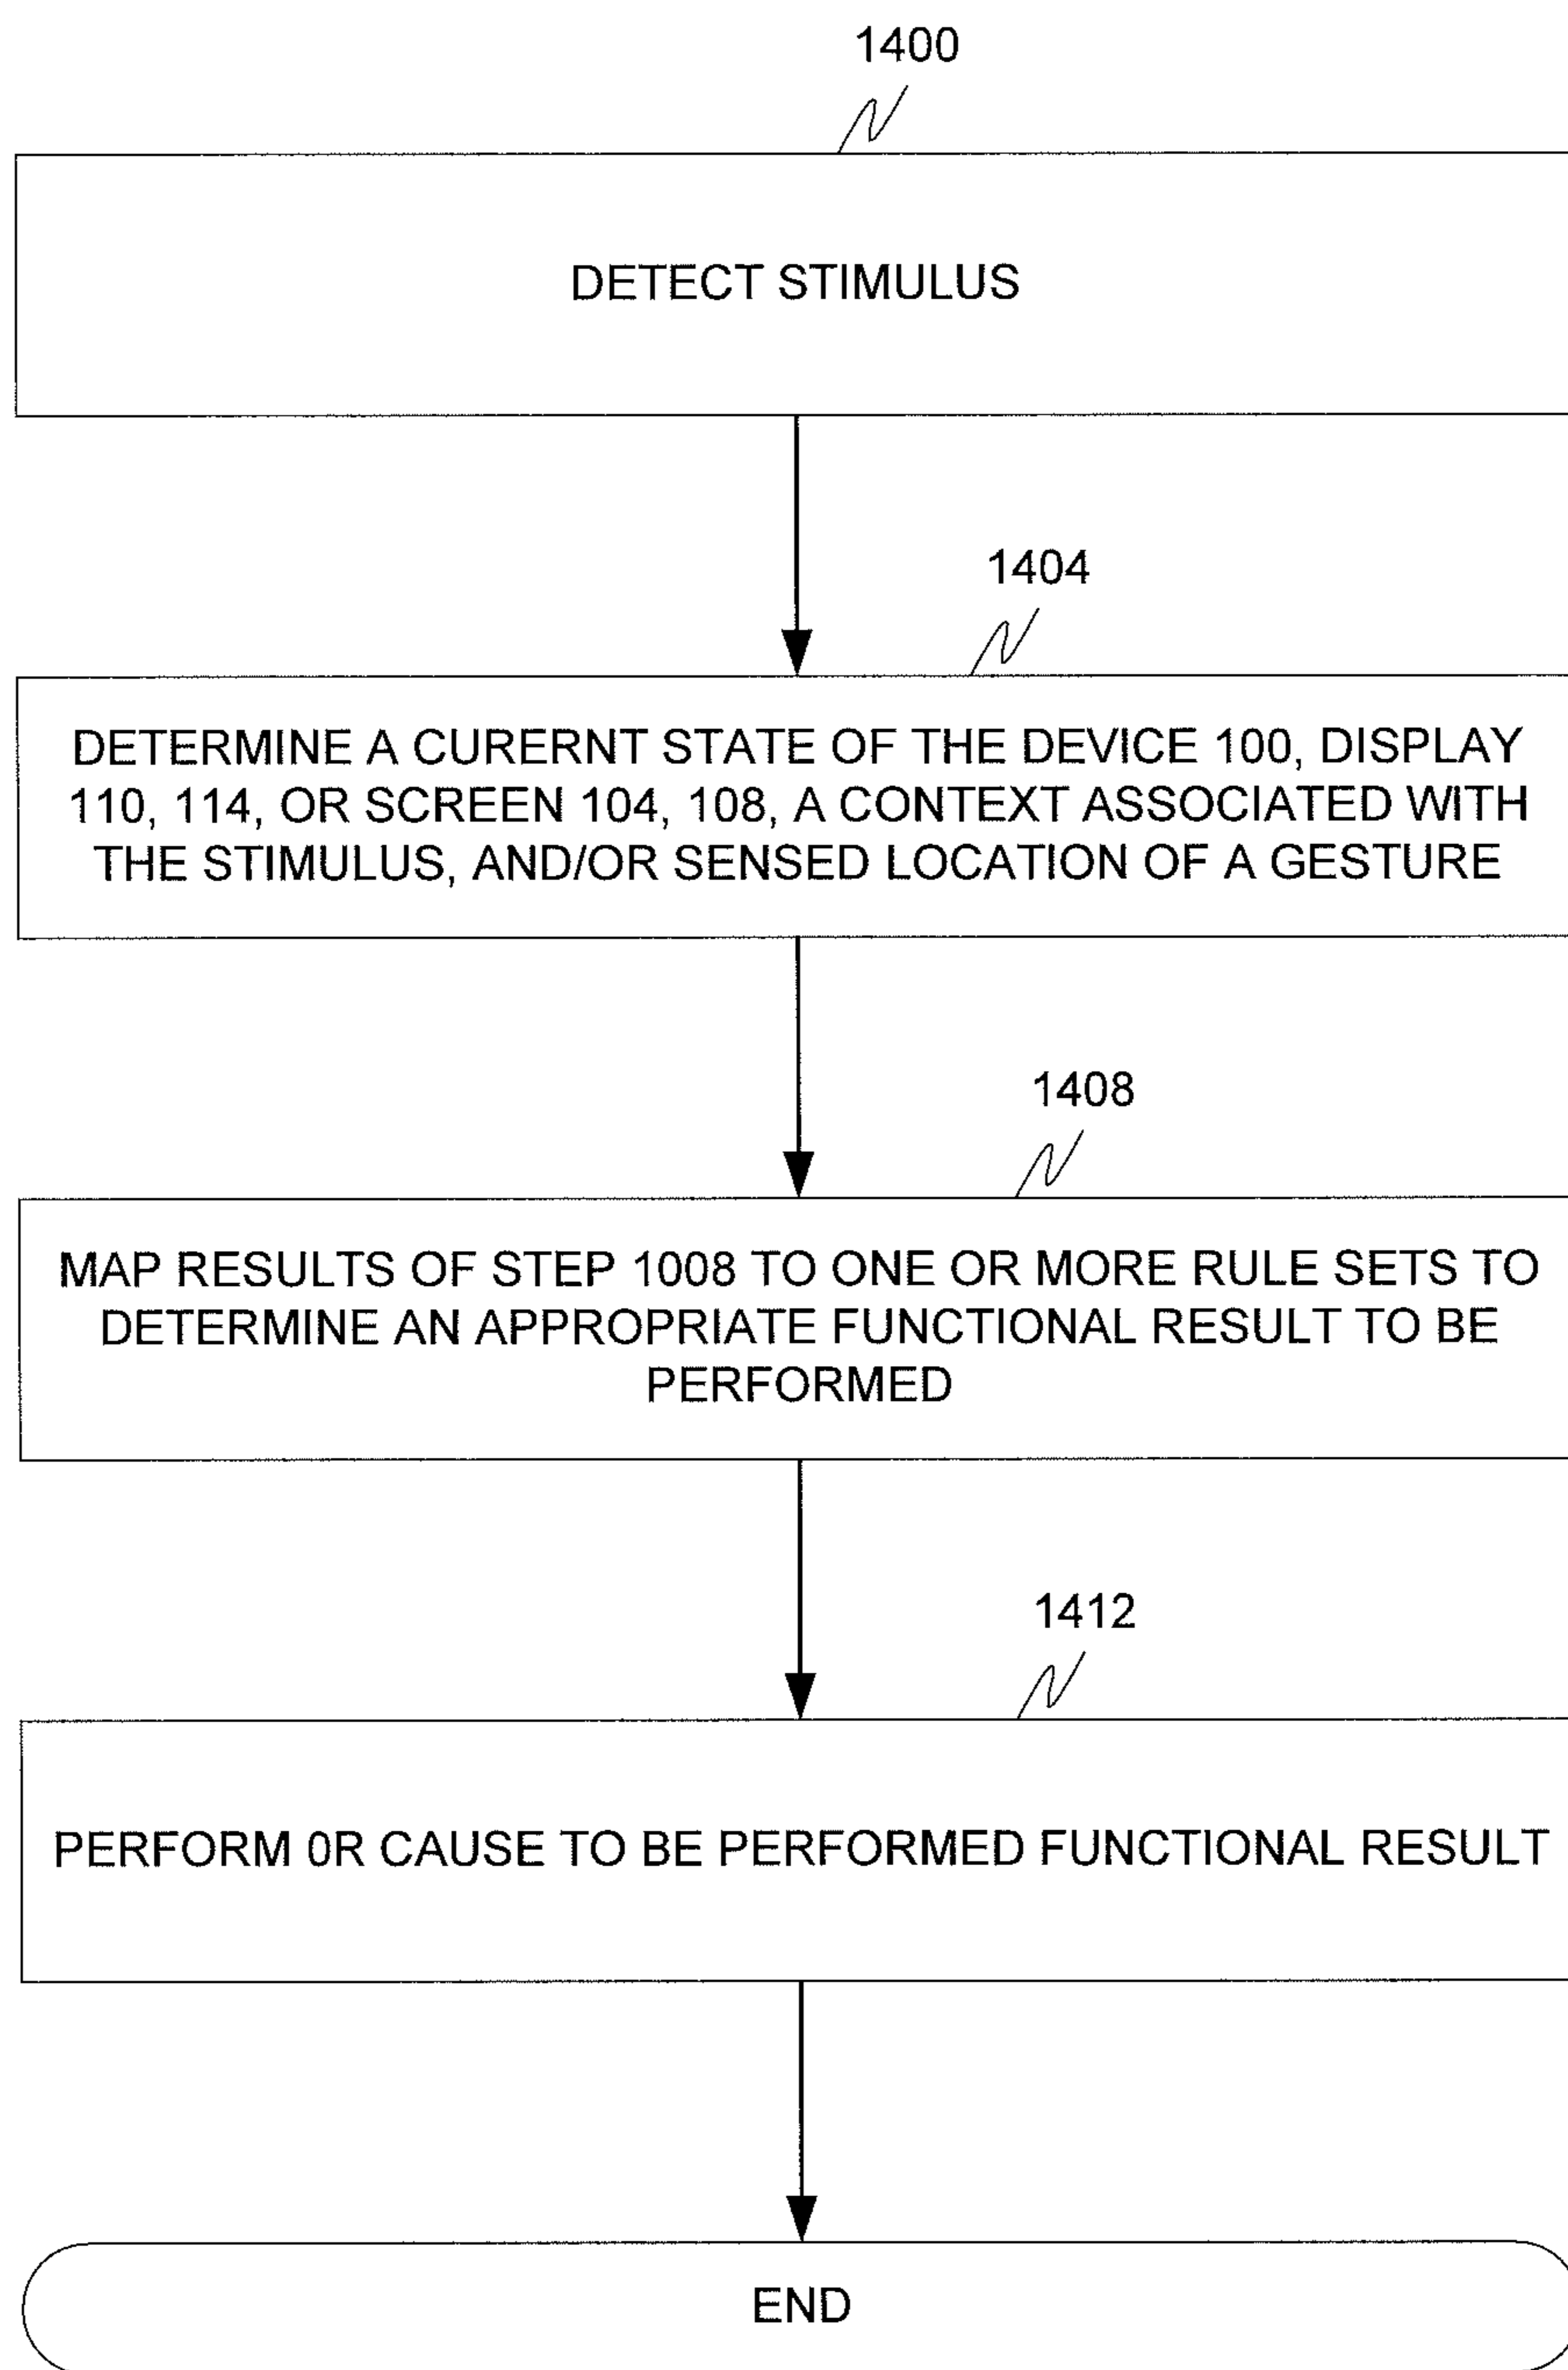 1400
DETECT STIMULUS
1404
DETERMINE A CURERNT STATE OF THE DEVICE 100, DISPLAY
110, 114, OR SCREEN 104, 108, A CONTEXT ASSOCIATED WITH
THE STIMULUS, AND/OR SENSED LOCATION OF A GESTURE
1408
MAP RESULTS OF STEP 1008 TO ONE OR MORE RULE SETS TO
DETERMINE AN APPROPRIATE FUNCTIONAL RESULT TO BE
PERFORMED
1412
PERFORM 0R CAUSE TO BE PERFORMED FUNCTIONAL RESULT
END